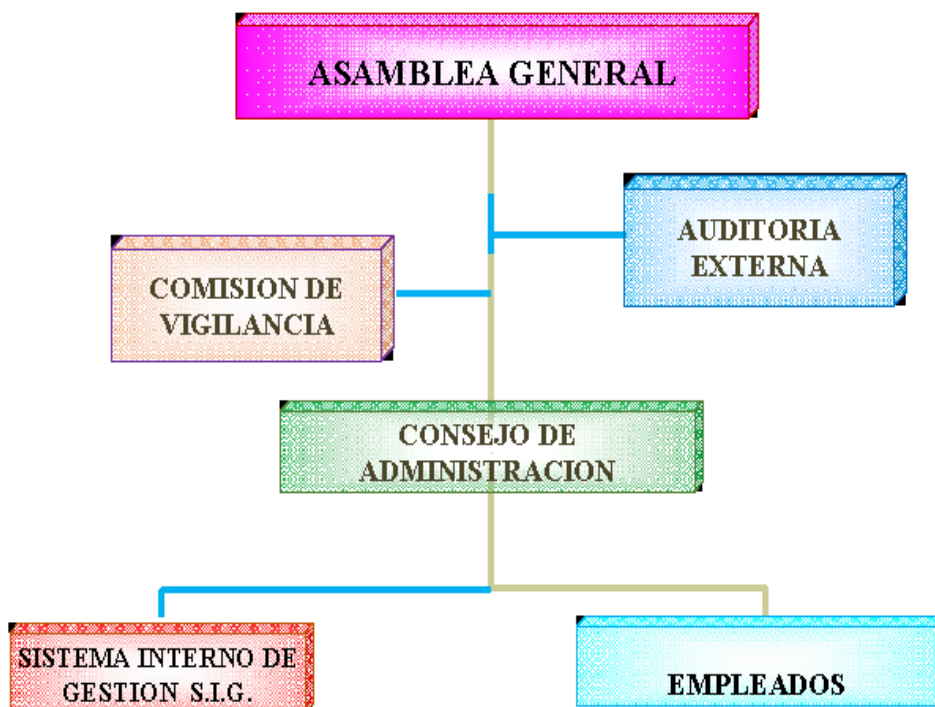 ASAMBLEA GENERAL
AUDITORIA
EXTERNA
COMISION DE
VIGILANCIA
CONSEJO DE
ADMINISTRACION
SISTEMA INTERNO DE
GESTION S.I.G.
EMPLEADOS